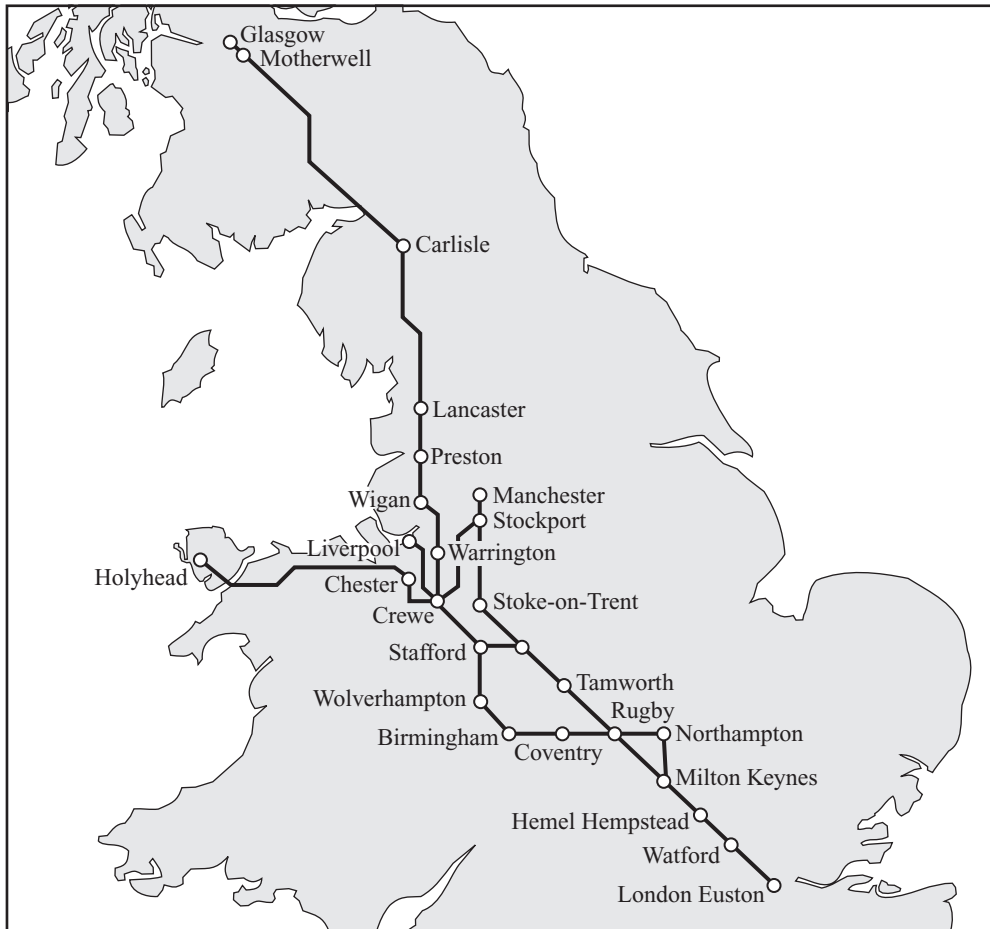 Glasgow
Motherwell
Carlisle
Lancaster
Preston
Wigan
Manchester
Stockport
Liverpool
Warrington
Holyhead
Chester
Crewe
Stoke-on-Trent
Stafford
Tamworth
Wolverhampton
Rugby
Birmingham
Northampton
Coventry
Milton Keynes
Hemel Hempstead
Watford
London Euston